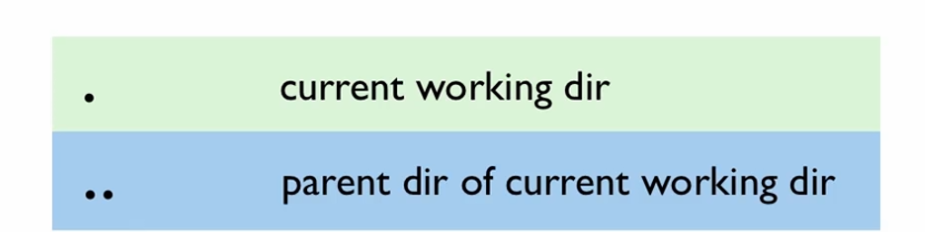 . current working dir
.. parent dir of current working dir